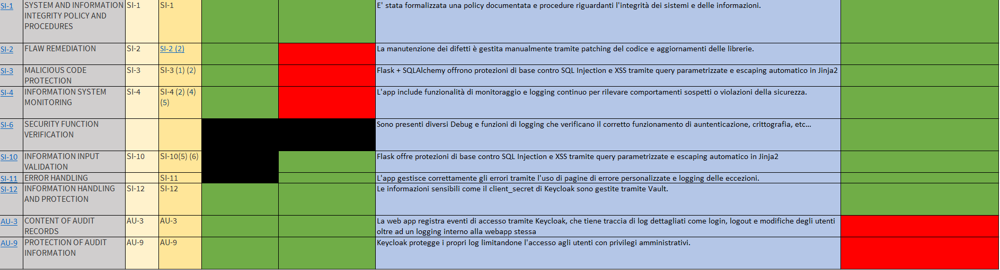 SI-1 SYSTEM AND INFORMATION SI-1 SI-1 E' stata formalizzata una policy documentata e procedure riguardanti l'integrità dei sistemi e delle informazioni.
INTEGRITY POLICY AND
PROCEDURES
SI-2 FLAW REMEDIATION SI-2 SI-2 (2) La manutenzione dei difetti è gestita manualmente tramite patching del codice e aggiornamenti delle librerie.
SI-3 MALICIOUS CODE SI-3 SI-3 (1) (2) Flask + SQLAlchemy offrono protezioni di base contro SQL Injection e XSS tramite query parametrizzate e escaping automatico in Jinja2
PROTECTION
SI-4 INFORMATION SYSTEM SI-4 SI-4 (2) (4) L'app include funzionalità di monitoraggio e logging continuo per rilevare comportamenti sospetti o violazioni della sicurezza.
MONITORING (5)
SI-6 SECURITY FUNCTION Sono presenti diversi Debug e funzioni di logging che verificano il corretto funzionamento di auntenticazione, crittografia, etc...
VERIFICATION
SI-10 INFORMATION INPUT SI-10 SI-10(5) (6) Flask offre protezioni di base contro SQL Injection e XSS tramite query parametrizzate e escaping automatico in Jinja2
VALIDATION
SI-11 ERROR HANDLING SI-11 L'app gestisce correttamente gli errori tramite l'uso di pagine di errore personalizzate e logging delle eccezioni.
SI-12 INFORMATION HANDLING SI-12 SI-12 Le informazioni sensibili come il client_secret di Keycloak sono gestite tramite Vault.
AND PROTECTION
AU-3 CONTENT OF AUDIT AU-3 AU-3 La web app registra eventi di accesso tramite Keycloak, che tiene traccia di log dettagliati come login, logout e modifiche degli utenti
RECORDS oltre ad un logging interno alla webapp stessa
AU-9 PROTECTION OF AUDIT AU-9 AU-9 Keycloak protegge i propri log limitandone l'accesso agli utenti con privilegi amministrativi.
INFORMATION